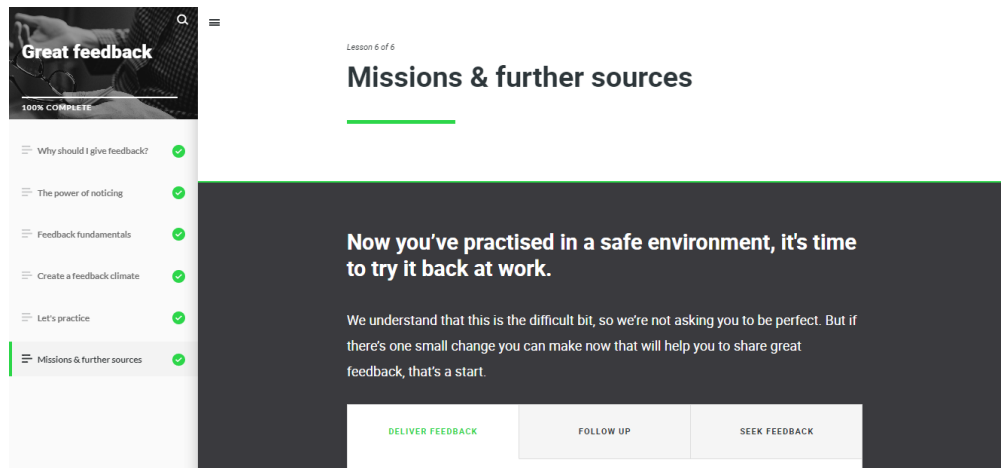 Great feedback
100% COMPLETE
Why should I give feedback?
The power of noticing
Feedback fundamentals
Create a feedback climate
Let's practice
Missions & further sources
Lesson 6 of 6
Missions & further sources
Now you've practised in a safe environment, it's time
to try it back at work.
We understand that this is the difficult bit, so we're not asking you to be perfect. But if
there's one small change you can make now that will help you to share great
feedback, that's a start.
DELIVER FEEDBACK
FOLLOW UP
SEEK FEEDBACK